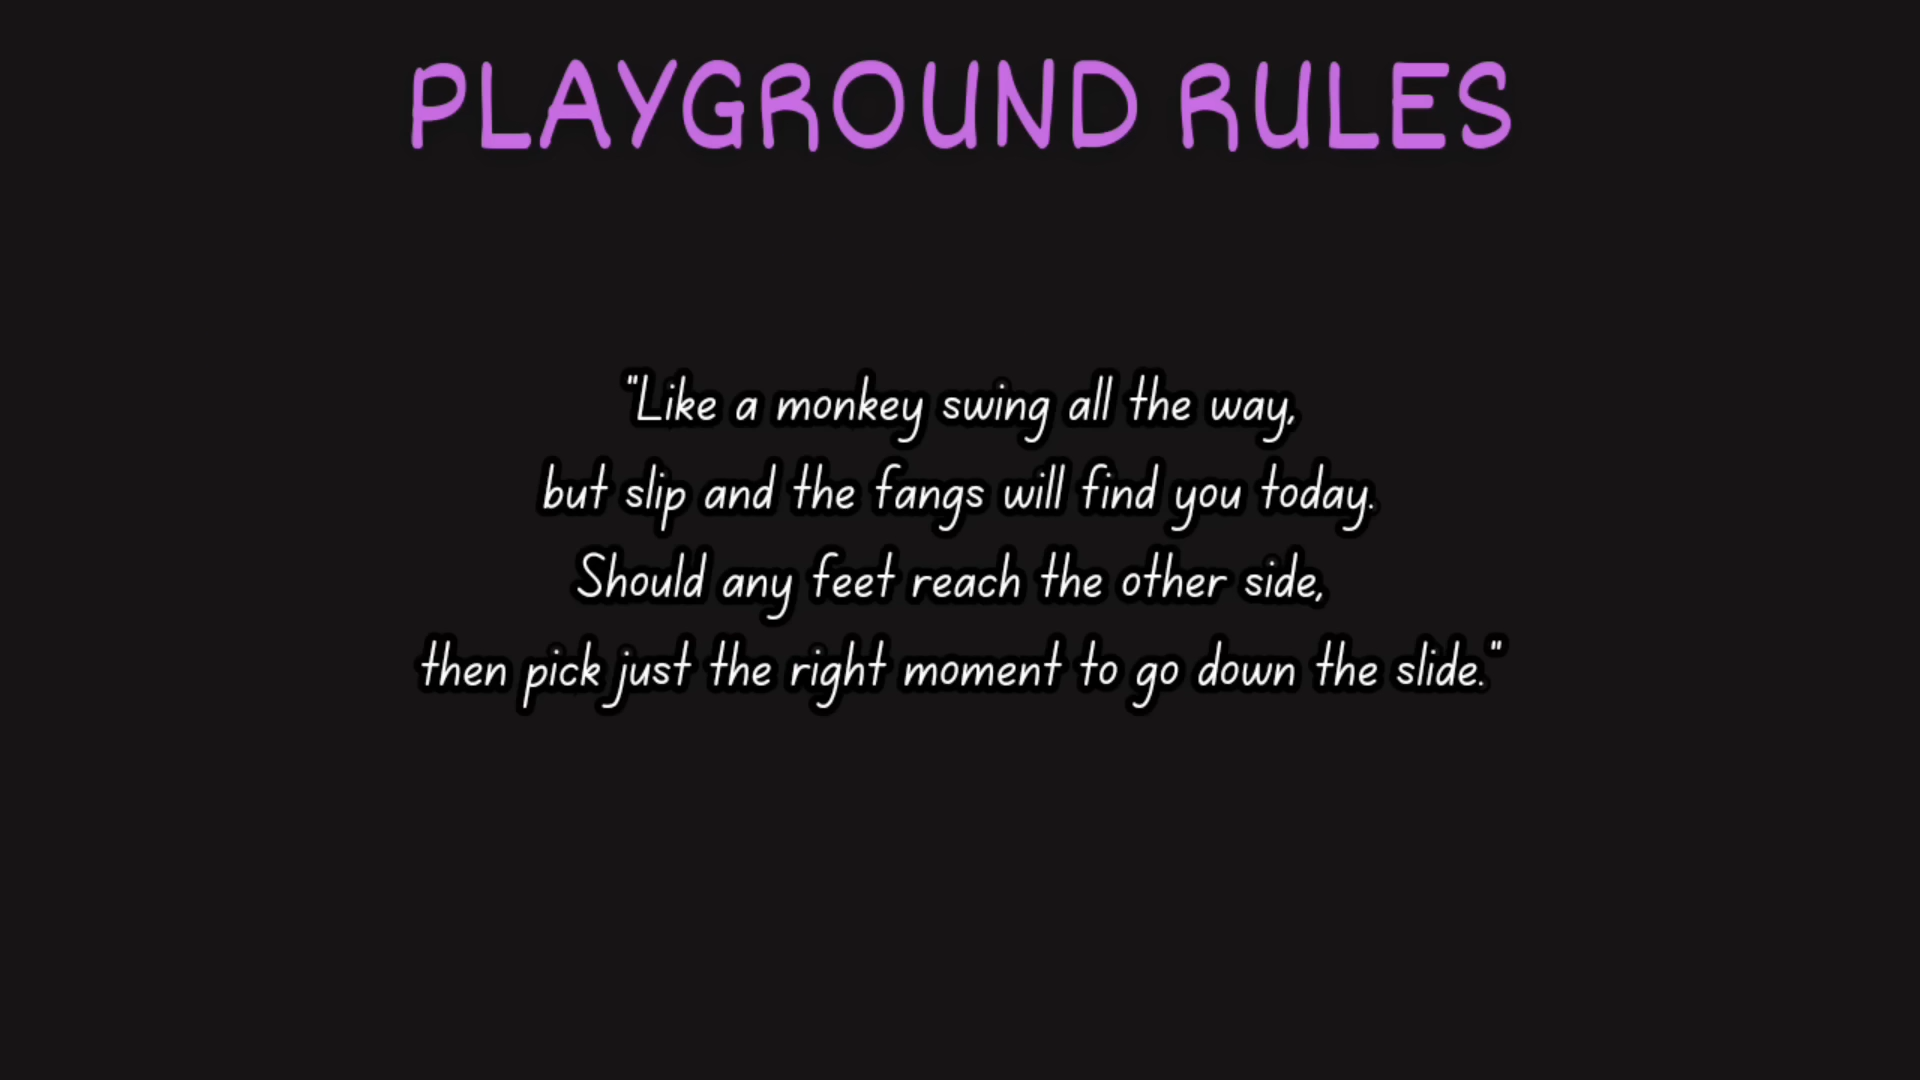 PLAYGROUND RULES
"Like a monkey swing all the way,
but slip and the fangs will find you today.
Should any feet reach the other side,
then pick just the right moment to go down the slide."